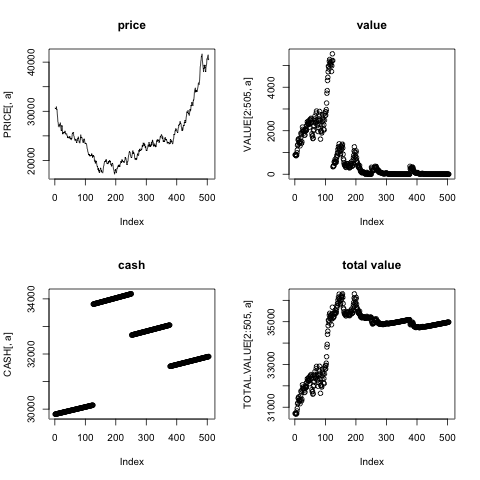 price
PRICE[, a]
20000 30000 40000
0 100 200 300 400 500
Index
value
VALUE[2:505, a]
0 2000 4000
0 100 200 300 400 500
Index
cash
CASH[, a]
30000 32000 34000
0 100 200 300 400 500
Index
total value
TOTAL.VALUE[2:505, a]
31000 33000 35000
0 100 200 300 400 500
Index